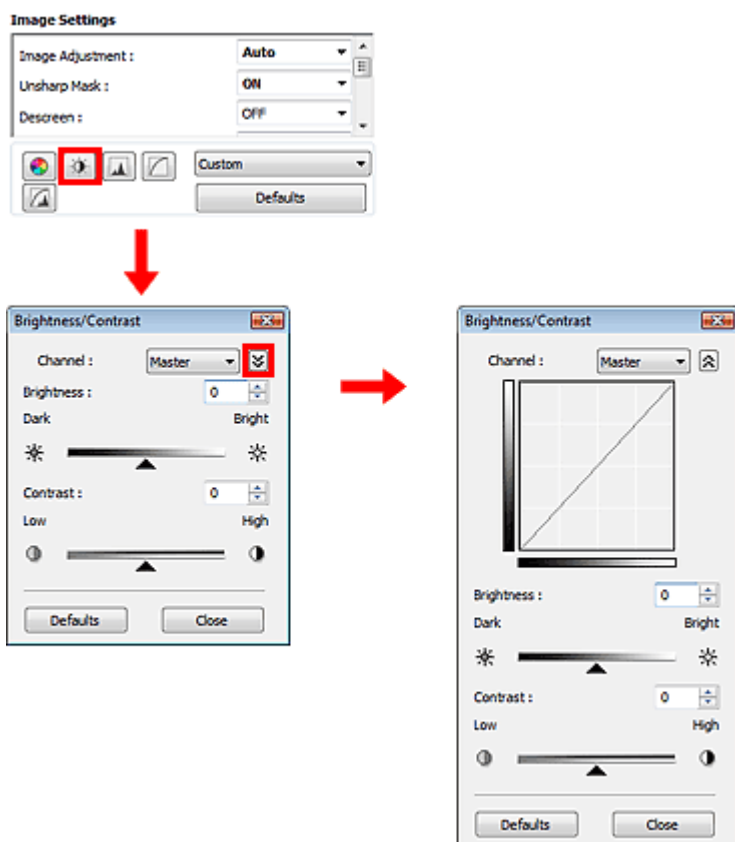 Image Settings
Image Adjustment : Auto
Unsharp Mask : ON
Descreen : OFF
Custom
Defaults
Brightness/Contrast
Channel : Master
Brightness : 0
Dark Bright
Contrast : 0
Low High
Defaults Close
Brightness/Contrast
Channel : Master
Brightness : 0
Dark Bright
Contrast : 0
Low High
Defaults Close